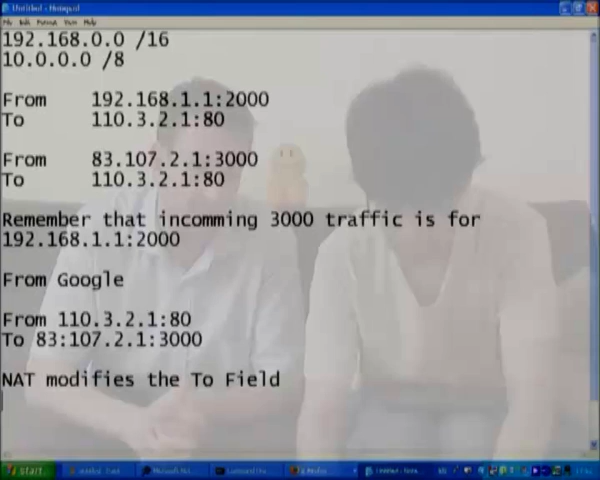 Untitled - Notepad
192.168.0.0 /16
10.0.0.0 /8
From 192.168.1.1:2000
To 110.3.2.1:80
From 83.107.2.1:3000
To 110.3.2.1:80
Remember that incomming 3000 traffic is for
192.168.1.1:2000
From Google
From 110.3.2.1:80
To 83:107.2.1:3000
NAT modifies the To Field
start